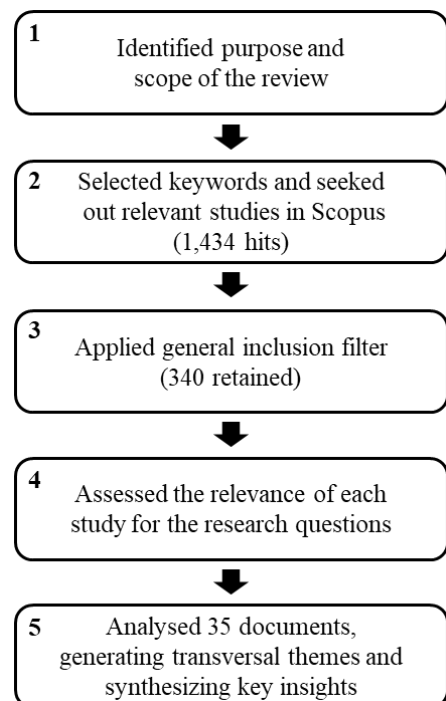 1
Identified purpose and
scope of the review
2
Selected keywords and seeked
out relevant studies in Scopus
(1,434 hits)
3
Applied general inclusion filter
(340 retained)
4
Assessed the relevance of each
study for the research questions
5
Analysed 35 documents,
generating transversal themes and
synthesizing key insights